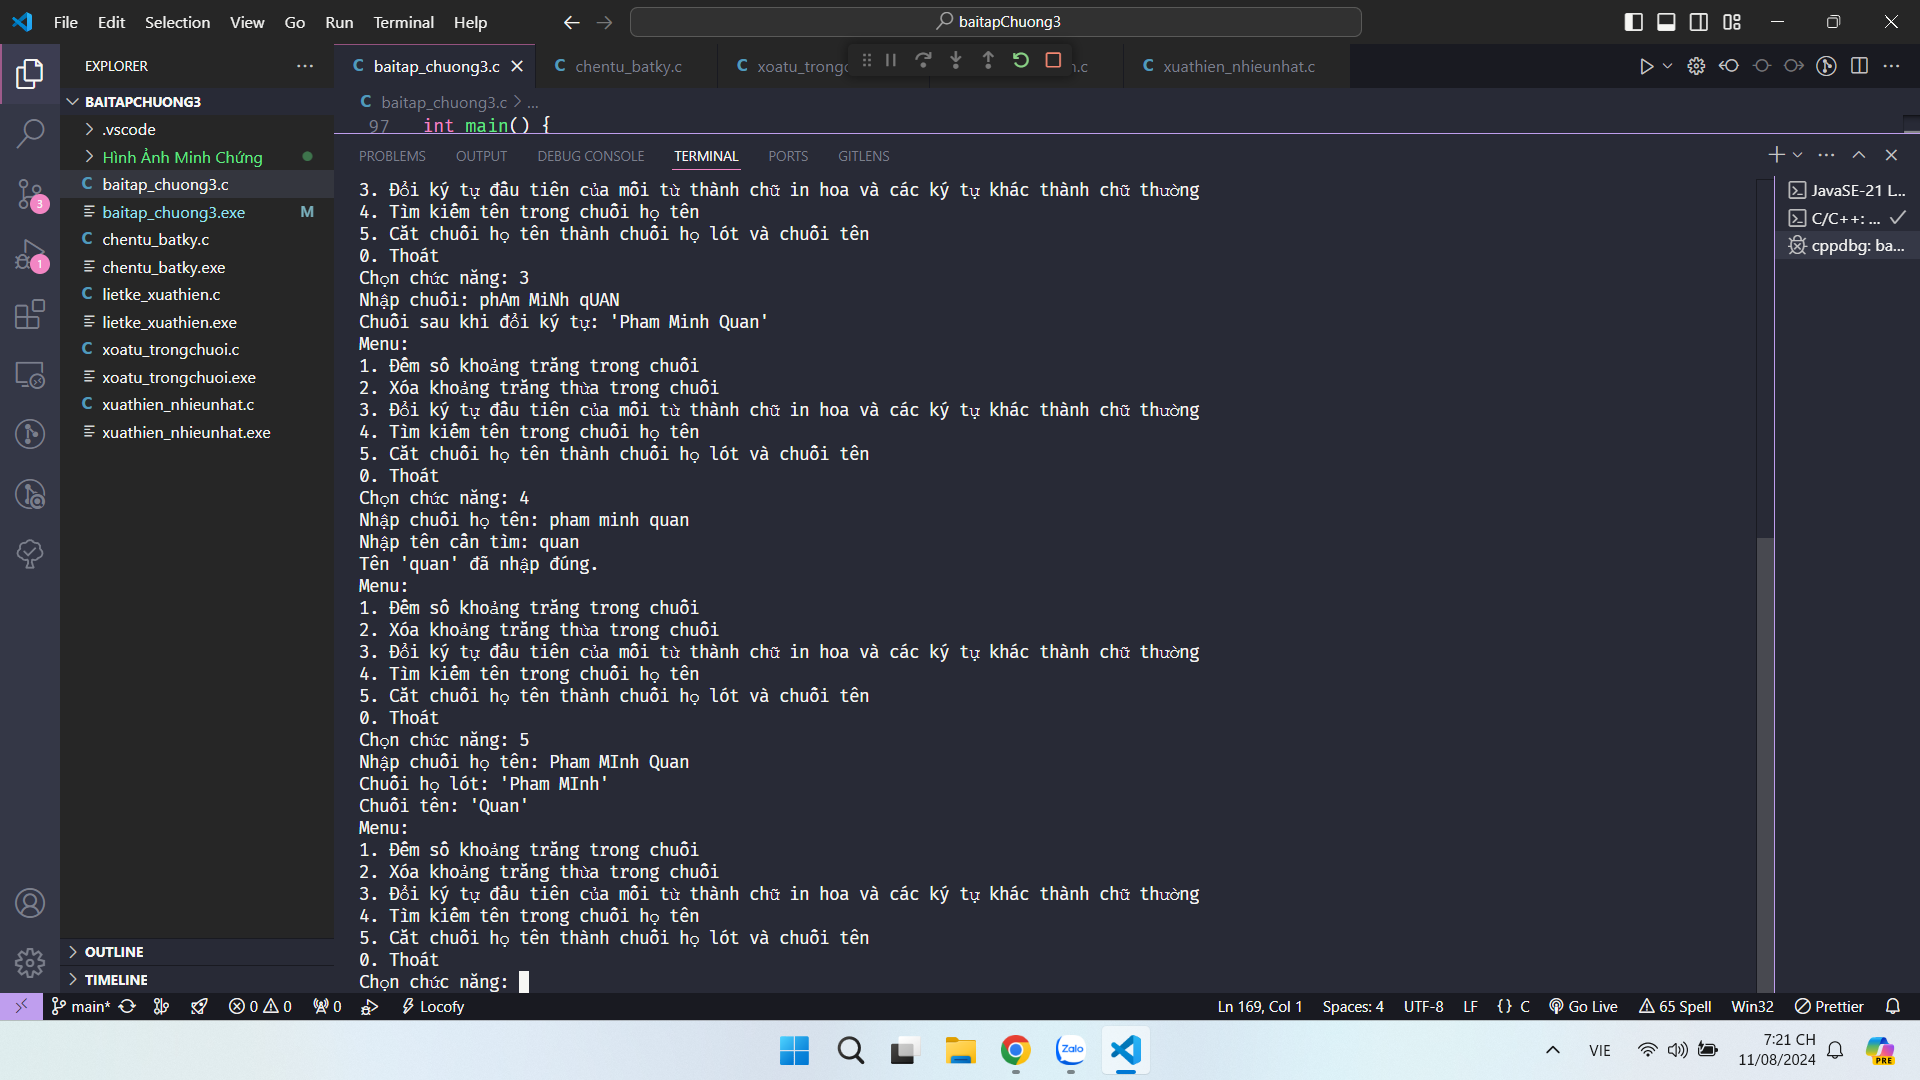 File Edit Selection View Go Run Terminal Help
baitapChuong3
EXPLORER
BAITAPCHUONG3
.vscode
Hình Ảnh Minh Chứng
baitap_chuong3.c
baitap_chuong3.exe M
chentu_batky.c
chentu_batky.exe
lietke_xuathien.c
lietke_xuathien.exe
xoatu_trongchuoi.c
xoatu_trongchuoi.exe
xuathien_nhieunhat.c
xuathien_nhieunhat.exe
OUTLINE
TIMELINE
3
1
baitap_chuong3.c chentu_batky.c xoatu_trong .c xuathien_nhieunhat.c
baitap_chuong3.c > ...
97 int main() {
PROBLEMS OUTPUT DEBUG CONSOLE TERMINAL PORTS GITLENS
3. Đổi ký tự đầu tiên của mỗi từ thành chữ in hoa và các ký tự khác thành chữ thường
4. Tìm kiếm tên trong chuỗi họ tên
5. Cắt chuỗi họ tên thành chuỗi họ lót và chuỗi tên
0. Thoát
Chọn chức năng: 3
Nhập chuỗi: phAm MiNh qUAN
Chuỗi sau khi đổi ký tự: 'Pham Minh Quan'
Menu:
1. Đếm số khoảng trắng trong chuỗi
2. Xóa khoảng trắng thừa trong chuỗi
3. Đổi ký tự đầu tiên của mỗi từ thành chữ in hoa và các ký tự khác thành chữ thường
4. Tìm kiếm tên trong chuỗi họ tên
5. Cắt chuỗi họ tên thành chuỗi họ lót và chuỗi tên
0. Thoát
Chọn chức năng: 4
Nhập chuỗi họ tên: pham minh quan
Nhập tên cần tìm: quan
Tên 'quan' đã nhập đúng.
Menu:
1. Đếm số khoảng trắng trong chuỗi
2. Xóa khoảng trắng thừa trong chuỗi
3. Đổi ký tự đầu tiên của mỗi từ thành chữ in hoa và các ký tự khác thành chữ thường
4. Tìm kiếm tên trong chuỗi họ tên
5. Cắt chuỗi họ tên thành chuỗi họ lót và chuỗi tên
0. Thoát
Chọn chức năng: 5
Nhập chuỗi họ tên: Pham MInh Quan
Chuỗi họ lót: 'Pham MInh'
Chuỗi tên: 'Quan'
Menu:
1. Đếm số khoảng trắng trong chuỗi
2. Xóa khoảng trắng thừa trong chuỗi
3. Đổi ký tự đầu tiên của mỗi từ thành chữ in hoa và các ký tự khác thành chữ thường
4. Tìm kiếm tên trong chuỗi họ tên
5. Cắt chuỗi họ tên thành chuỗi họ lót và chuỗi tên
0. Thoát
Chọn chức năng:
JavaSE-21 L...
C/C++: ...
cppdbg: ba...
main* 0 0 0 Locofy Ln 169, Col 1 Spaces: 4 UTF-8 LF {} C Go Live 65 Spell Win32 Prettier
Zalo
VIE
7:21 CH
11/08/2024
PRE